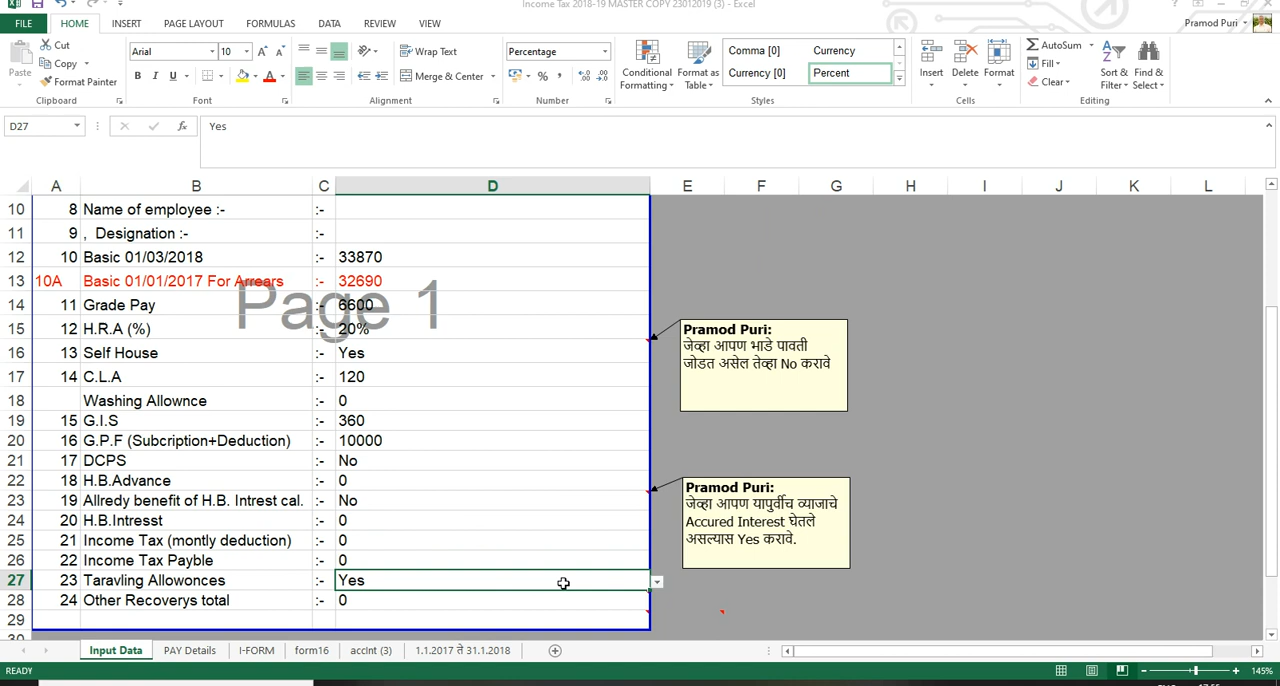 Income Tax 2018-19 MASTER COPY 23012019 (3) - Excel
FILE HOME INSERT PAGE LAYOUT FORMULAS DATA REVIEW VIEW Pramod Puri
Paste Cut Copy Format Painter
Clipboard
Arial 10
B I U
Font
Wrap Text
Merge & Center
Alignment
Percentage
%
Number
Conditional Formatting
Format as Table
Comma [0] Currency
Currency [0] Percent
Styles
Insert Delete Format
Cells
AutoSum
Fill
Clear
Sort & Filter
Find & Select
Editing
D27 fx Yes
A B C D E F G H I J K L
10 8 Name of employee :- :-
11 9 , Designation :- :-
12 10 Basic 01/03/2018 :- 33870
13 10A Basic 01/01/2017 For Arrears :- 32690
Page 1
14 11 Grade Pay :- 6600
15 12 H.R.A (%) :- 20%
16 13 Self House :- Yes
17 14 C.L.A :- 120
18 Washing Allownce :- 0
19 15 G.I.S :- 360
20 16 G.P.F (Subcription+Deduction) :- 10000
21 17 DCPS :- No
22 18 H.B.Advance :- 0
23 19 Allredy benefit of H.B. Intrest cal. :- No
24 20 H.B.Intresst :- 0
25 21 Income Tax (montly deduction) :- 0
26 22 Income Tax Payble :- 0
27 23 Taravling Allowonces :- Yes
28 24 Other Recoverys total :- 0
29
30
Pramod Puri:
जेव्हा आपण भाडे पावती
जोडत असेल तेव्हा No करावे
Pramod Puri:
जेव्हा आपण यापुर्वीच व्याजाचे
Accured Interest घेतले
असल्यास Yes करावे.
Input Data PAY Details I-FORM form16 accint (3) 1.1.2017 ते 31.1.2018
READY 145%